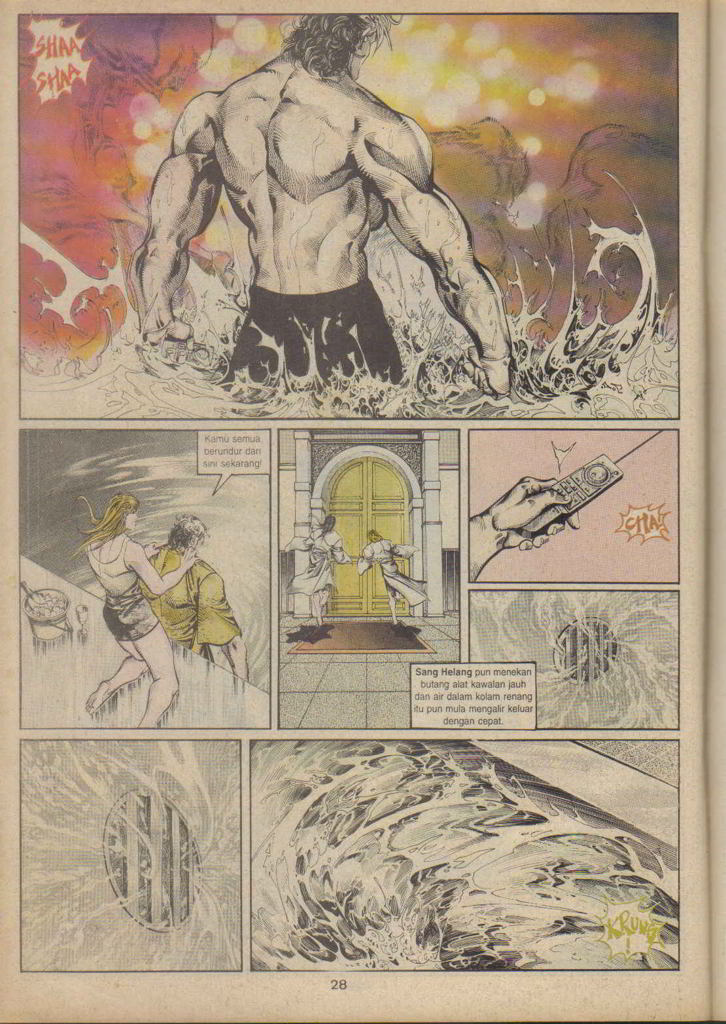 SHAA
SHAA
Kamu semua
berundur dari
sini sekarang!
CHA!
Sang Helang pun menekan
butang alat kawalan jauh
dan air dalam kolam renang
itu pun mula mengalir keluar
dengan cepat.
KRUNG
!
28